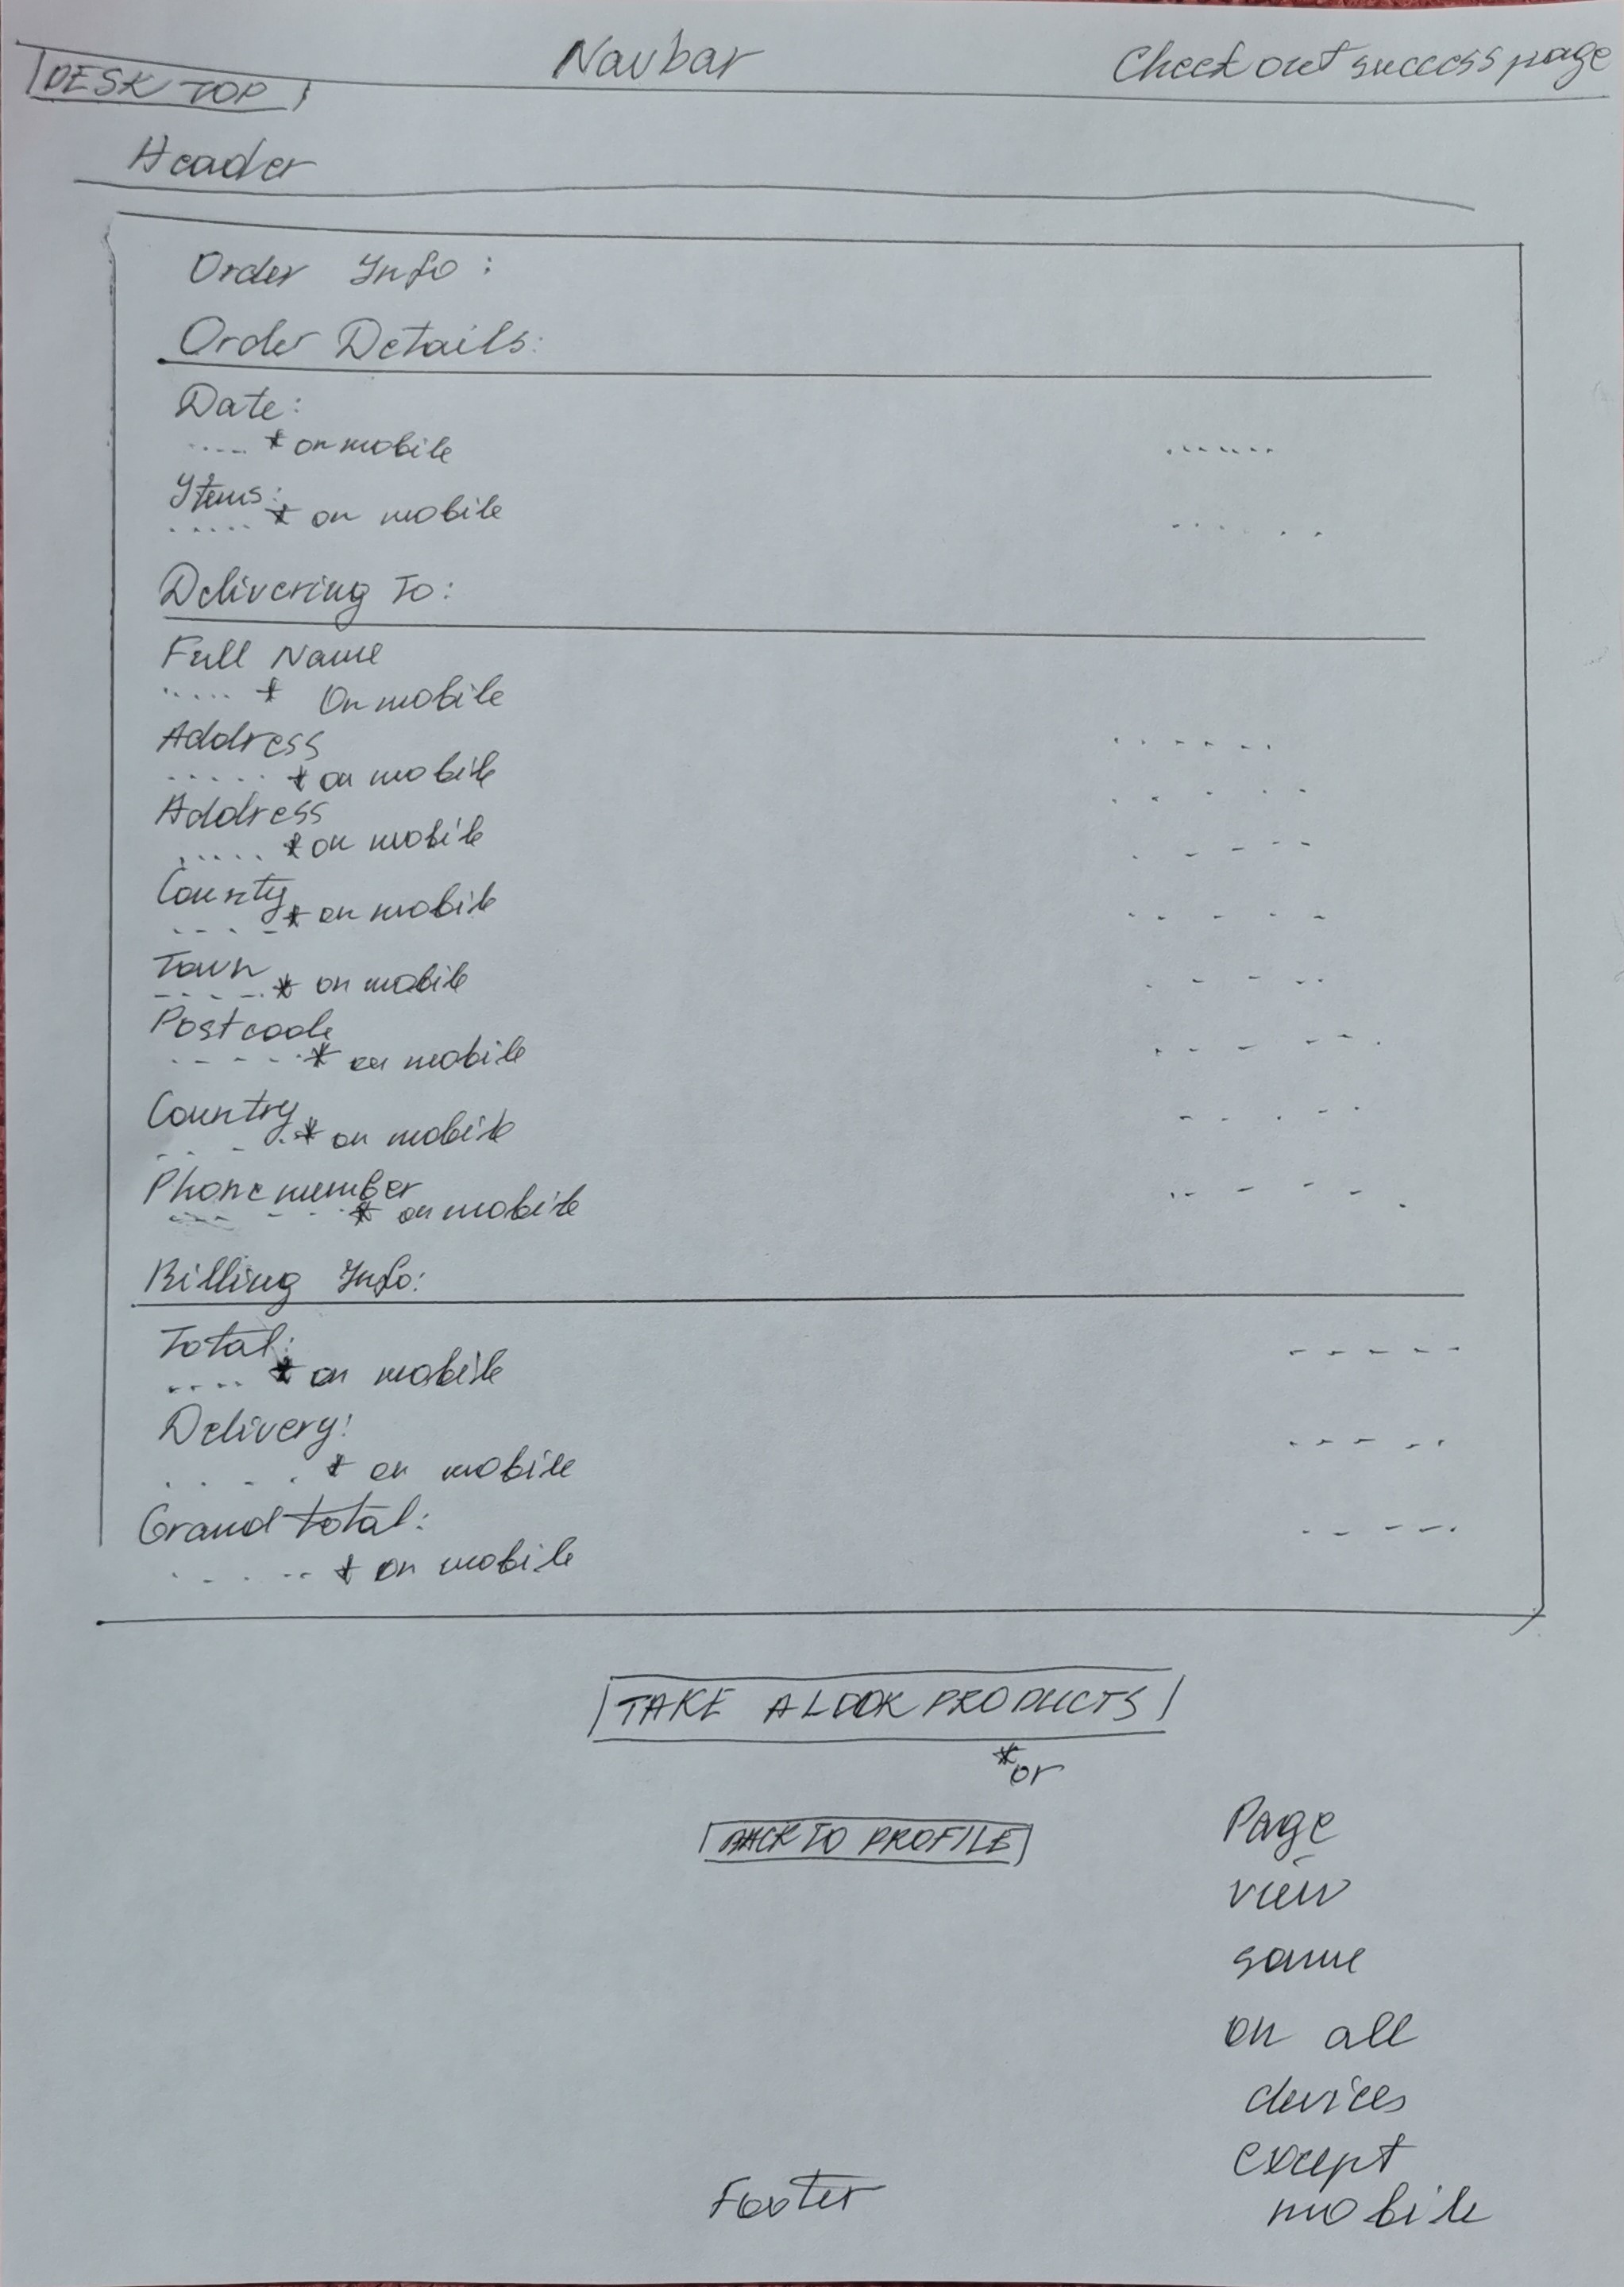 DESKTOP
Navbar
Check out success page
Header
Order Info:
Order Details:
Date:
..... * on mobile ......
Items:
..... * on mobile ......
Delivering To:
Full Name
..... * On mobile
Address ......
..... * on mobile
Address
..... * on mobile
County
* on mobile
Town
* on mobile
Postcode
* on mobile
Country
* on mobile
Phone number
* on mobile
Billing Info:
Total:
.... * on mobile
Delivery:
..... * on mobile
Grand total:
* on mobile
TAKE A LOOK PRODUCTS
* or
BACK TO PROFILE
Page
view
same
on all
devices
except
mobile
Footer